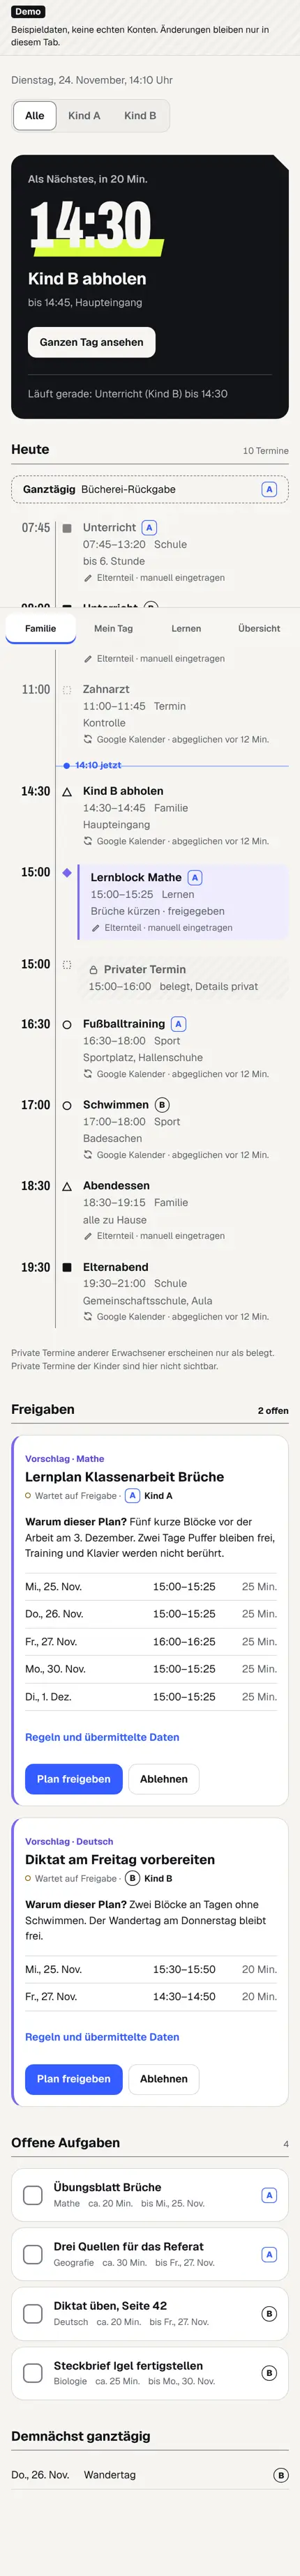 Demo
Beispieldaten, keine echten Konten. Änderungen bleiben nur in
diesem Tab.
Dienstag, 24. November, 14:10 Uhr
Alle Kind A Kind B
Als Nächstes, in 20 Min.
14:30
Kind B abholen
bis 14:45, Haupteingang
Ganzen Tag ansehen
Läuft gerade: Unterricht (Kind B) bis 14:30
Heute 10 Termine
Ganztägig Bücherei-Rückgabe A
07:45 Unterricht A
07:45–13:20 Schule
bis 6. Stunde
Elternteil · manuell eingetragen
Familie Mein Tag Lernen Übersicht
Elternteil · manuell eingetragen
11:00 Zahnarzt
11:00–11:45 Termin
Kontrolle
Google Kalender · abgeglichen vor 12 Min.
14:10 jetzt
14:30 Kind B abholen
14:30–14:45 Familie
Haupteingang
Google Kalender · abgeglichen vor 12 Min.
15:00 Lernblock Mathe A
15:00–15:25 Lernen
Brüche kürzen · freigegeben
Elternteil · manuell eingetragen
15:00 Privater Termin
15:00–16:00 belegt, Details privat
16:30 Fußballtraining A
16:30–18:00 Sport
Sportplatz, Hallenschuhe
Google Kalender · abgeglichen vor 12 Min.
17:00 Schwimmen B
17:00–18:00 Sport
Badesachen
Google Kalender · abgeglichen vor 12 Min.
18:30 Abendessen
18:30–19:15 Familie
alle zu Hause
Elternteil · manuell eingetragen
19:30 Elternabend
19:30–21:00 Schule
Gemeinschaftsschule, Aula
Google Kalender · abgeglichen vor 12 Min.
Private Termine anderer Erwachsener erscheinen nur als belegt.
Private Termine der Kinder sind hier nicht sichtbar.
Freigaben 2 offen
Vorschlag · Mathe
Lernplan Klassenarbeit Brüche
Wartet auf Freigabe · A Kind A
Warum dieser Plan? Fünf kurze Blöcke vor der
Arbeit am 3. Dezember. Zwei Tage Puffer bleiben frei,
Training und Klavier werden nicht berührt.
Mi., 25. Nov. 15:00–15:25 25 Min.
Do., 26. Nov. 15:00–15:25 25 Min.
Fr., 27. Nov. 16:00–16:25 25 Min.
Mo., 30. Nov. 15:00–15:25 25 Min.
Di., 1. Dez. 15:00–15:25 25 Min.
Regeln und übermittelte Daten
Plan freigeben Ablehnen
Vorschlag · Deutsch
Diktat am Freitag vorbereiten
Wartet auf Freigabe · B Kind B
Warum dieser Plan? Zwei Blöcke an Tagen ohne
Schwimmen. Der Wandertag am Donnerstag bleibt
frei.
Mi., 25. Nov. 15:30–15:50 20 Min.
Fr., 27. Nov. 14:30–14:50 20 Min.
Regeln und übermittelte Daten
Plan freigeben Ablehnen
Offene Aufgaben 4
Übungsblatt Brüche A
Mathe ca. 20 Min. bis Mi., 25. Nov.
Drei Quellen für das Referat A
Geografie ca. 30 Min. bis Fr., 27. Nov.
Diktat üben, Seite 42 B
Deutsch ca. 20 Min. bis Fr., 27. Nov.
Steckbrief Igel fertigstellen B
Biologie ca. 25 Min. bis Mo., 30. Nov.
Demnächst ganztägig
Do., 26. Nov. Wandertag B